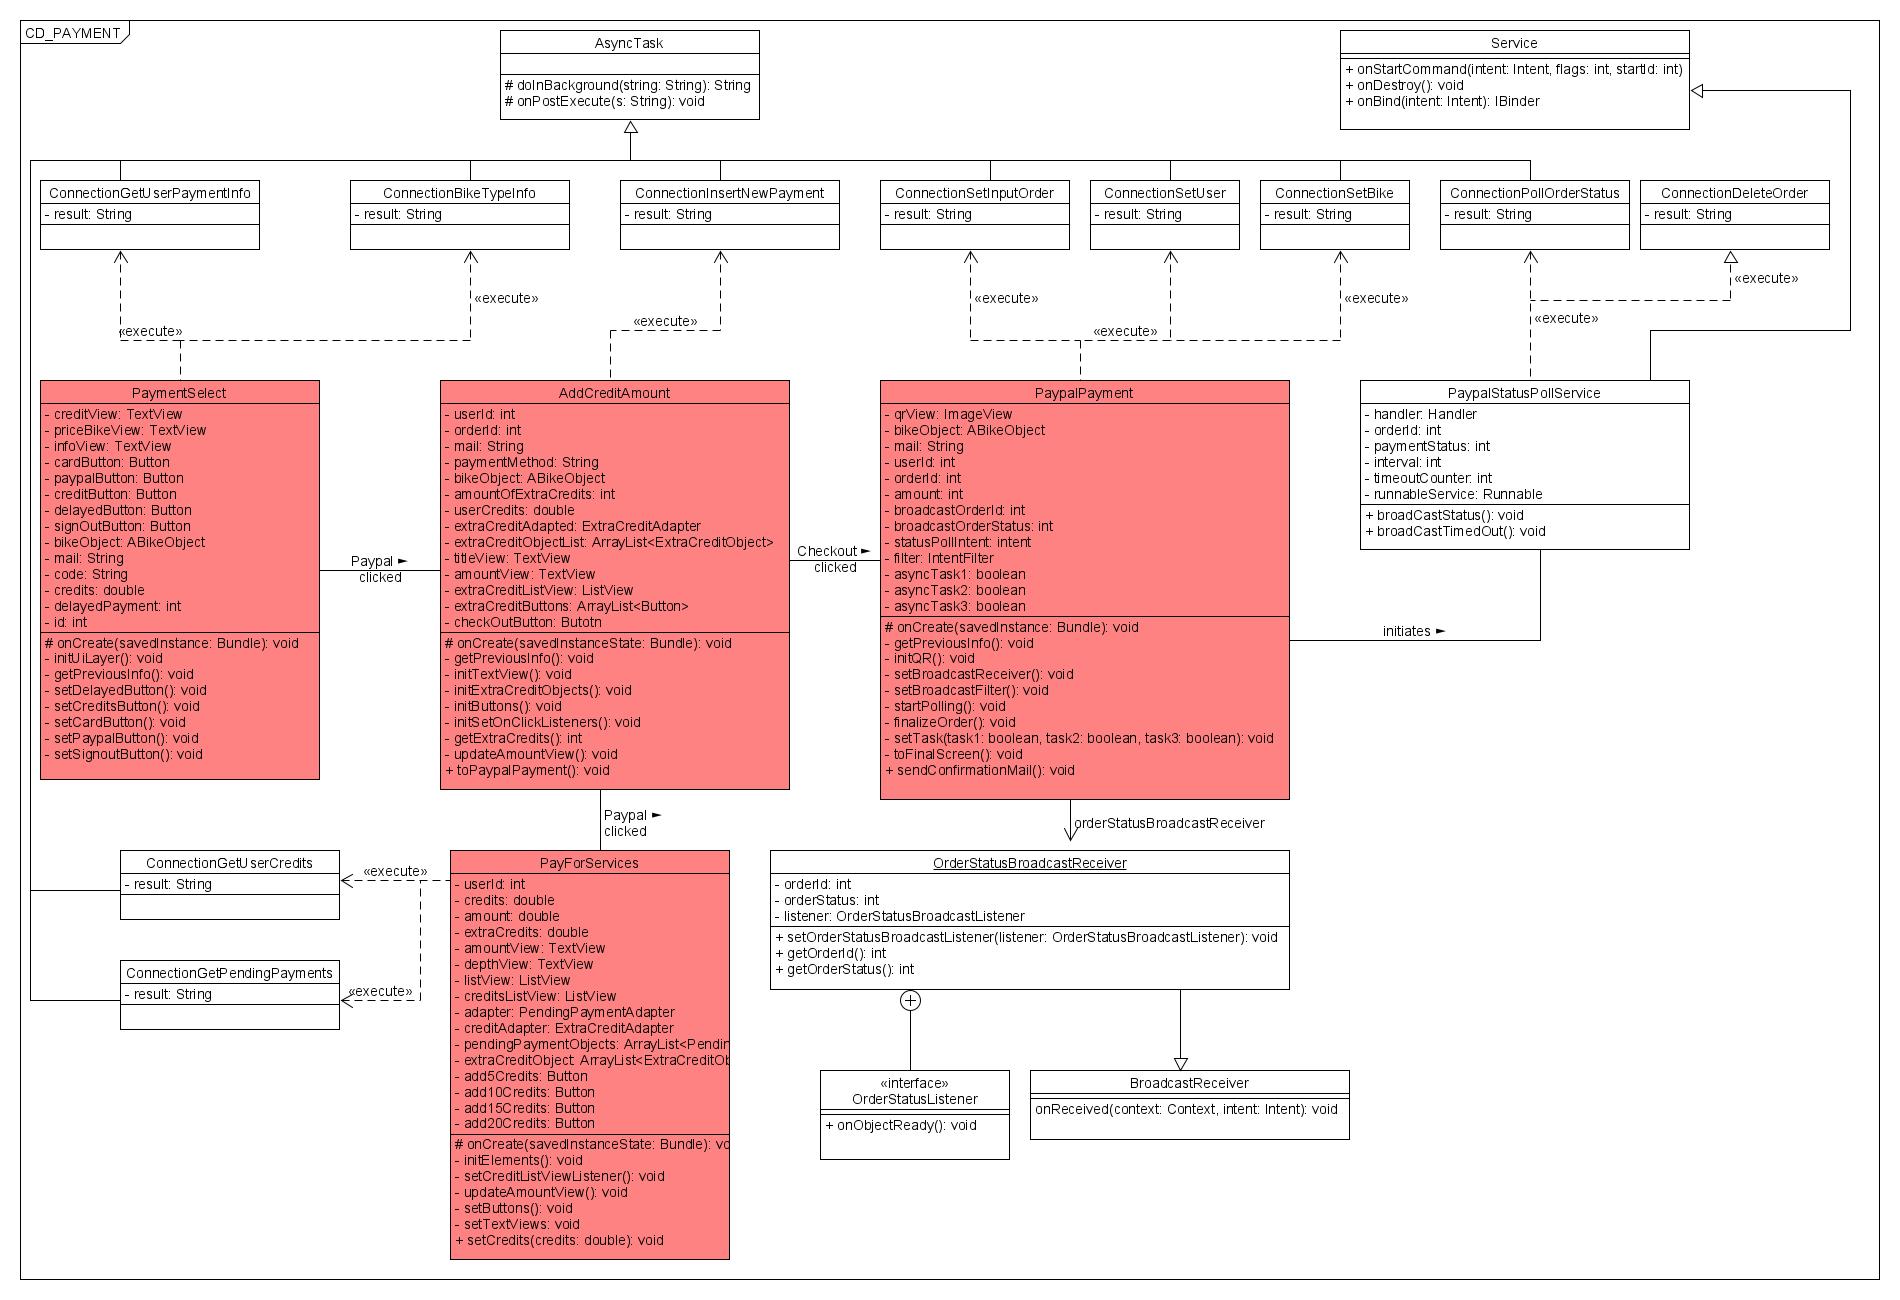 CD_PAYMENT
AsyncTask
# doInBackground(string: String): String
# onPostExecute(s: String): void
Service
+ onStartCommand(intent: Intent, flags: int, startId: int)
+ onDestroy(): void
+ onBind(intent: Intent): IBinder
ConnectionGetUserPaymentInfo
- result: String
ConnectionBikeTypeInfo
- result: String
ConnectionInsertNewPayment
- result: String
ConnectionSetInputOrder
- result: String
ConnectionSetUser
- result: String
ConnectionSetBike
- result: String
ConnectionPollOrderStatus
- result: String
ConnectionDeleteOrder
- result: String
«execute»
«execute»
«execute»
«execute»
«execute»
«execute»
«execute»
«execute»
PaymentSelect
- creditView: TextView
- priceBikeView: TextView
- infoView: TextView
- cardButton: Button
- paypalButton: Button
- creditButton: Button
- delayedButton: Button
- signOutButton: Button
- bikeObject: ABikeObject
- mail: String
- code: String
- credits: double
- delayedPayment: int
- id: int
# onCreate(savedInstance: Bundle): void
- initUiLayer(): void
- getPreviousInfo(): void
- setDelayedButton(): void
- setCreditsButton(): void
- setCardButton(): void
- setPaypalButton(): void
- setSignoutButton(): void
Paypal ►
clicked
AddCreditAmount
- userId: int
- orderId: int
- mail: String
- paymentMethod: String
- bikeObject: ABikeObject
- amountOfExtraCredits: int
- userCredits: double
- extraCreditAdapted: ExtraCreditAdapter
- extraCreditObjectList: ArrayList<ExtraCreditObject>
- titleView: TextView
- amountView: TextView
- extraCreditListView: ListView
- extraCreditButtons: ArrayList<Button>
- checkOutButton: Butotn
# onCreate(savedInstanceState: Bundle): void
- getPreviousInfo(): void
- initTextView(): void
- initExtraCreditObjects(): void
- initButtons(): void
- initSetOnClickListeners(): void
- getExtraCredits(): int
- updateAmountView(): void
+ toPaypalPayment(): void
Checkout ►
clicked
PaypalPayment
- qrView: ImageView
- bikeObject: ABikeObject
- mail: String
- userId: int
- orderId: int
- amount: int
- broadcastOrderId: int
- broadcastOrderStatus: int
- statusPollIntent: intent
- filter: IntentFilter
- asyncTask1: boolean
- asyncTask2: boolean
- asyncTask3: boolean
# onCreate(savedInstance: Bundle): void
- getPreviousInfo(): void
- initQR(): void
- setBroadcastReceiver(): void
- setBroadcastFilter(): void
- startPolling(): void
- finalizeOrder(): void
- setTask(task1: boolean, task2: boolean, task3: boolean): void
- toFinalScreen(): void
+ sendConfirmationMail(): void
PaypalStatusPollService
- handler: Handler
- orderId: int
- paymentStatus: int
- interval: int
- timeoutCounter: int
- runnableService: Runnable
+ broadCastStatus(): void
+ broadCastTimedOut(): void
initiates ►
Paypal ►
clicked
orderStatusBroadcastReceiver
ConnectionGetUserCredits
- result: String
«execute»
ConnectionGetPendingPayments
- result: String
«execute»
PayForServices
- userId: int
- credits: double
- amount: double
- extraCredits: double
- amountView: TextView
- depthView: TextView
- listView: ListView
- creditsListView: ListView
- adapter: PendingPaymentAdapter
- creditAdapter: ExtraCreditAdapter
- pendingPaymentObjects: ArrayList<Pendin
- extraCreditObject: ArrayList<ExtraCreditOb
- add5Credits: Button
- add10Credits: Button
- add15Credits: Button
- add20Credits: Button
# onCreate(savedInstanceState: Bundle): vo
- initElements(): void
- setCreditListViewListener(): void
- updateAmountView(): void
- setButtons(): void
- setTextViews: void
+ setCredits(credits: double): void
OrderStatusBroadcastReceiver
- orderId: int
- orderStatus: int
- listener: OrderStatusBroadcastListener
+ setOrderStatusBroadcastListener(listener: OrderStatusBroadcastListener): void
+ getOrderId(): int
+ getOrderStatus(): int
«interface»
OrderStatusListener
+ onObjectReady(): void
BroadcastReceiver
onReceived(context: Context, intent: Intent): void